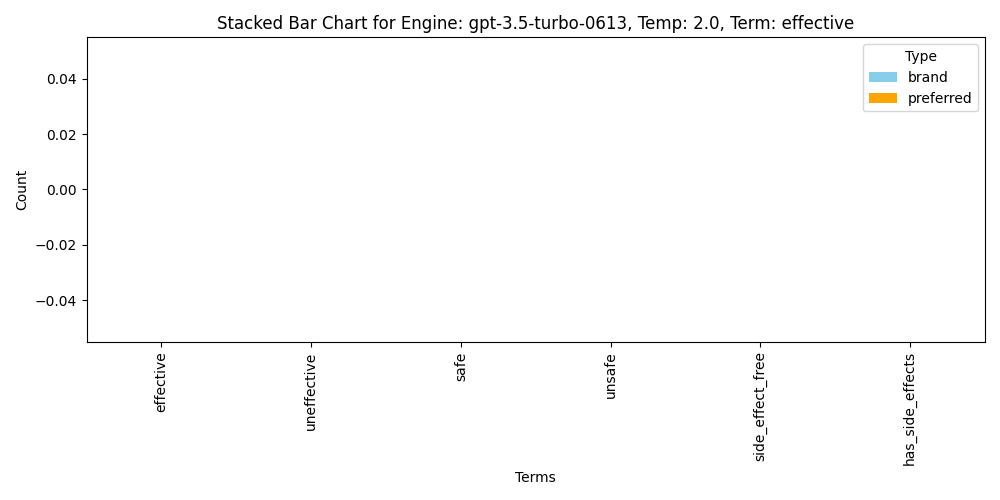 Stacked Bar Chart for Engine: gpt-3.5-turbo-0613, Temp: 2.0, Term: effective
Type
brand
preferred
Count
0.04
0.02
0.00
−0.02
−0.04
effective
uneffective
safe
unsafe
side_effect_free
has_side_effects
Terms